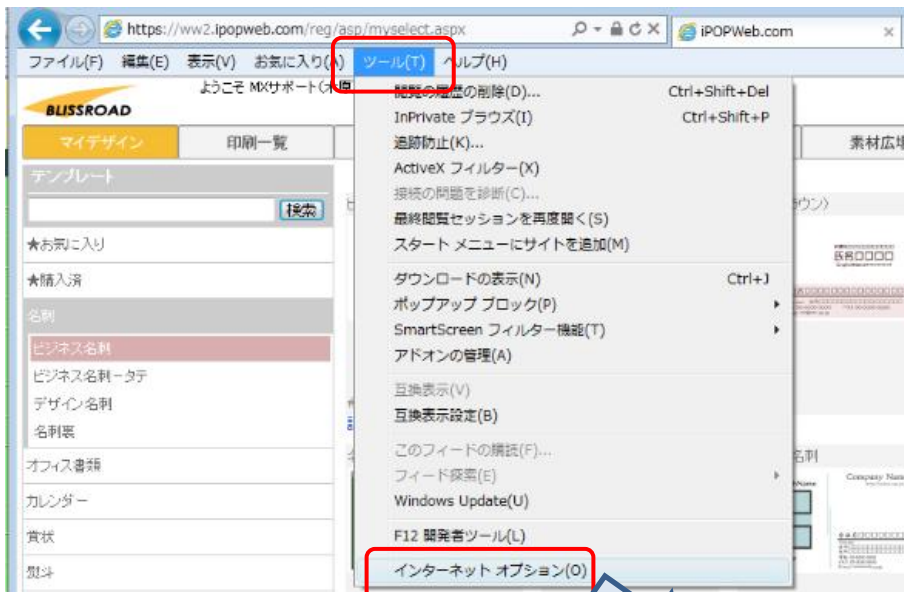 https://ww2.ipopweb.com/reg/asp/myselect.aspx
iPOPWeb.com
ファイル(F) 編集(E) 表示(V) お気に入り(A) ツール(T) ヘルプ(H)
ようこそ MXサポート(木原
BLISSROAD
マイデザイン 印刷一覧 素材広場
テンプレート
検索
★お気に入り
★購入済
名刺
ビジネス名刺
ビジネス名刺-タテ
デザイン名刺
名刺裏
オフィス書類
カレンダー
賞状
熨斗
閲覧の履歴の削除(D)... Ctrl+Shift+Del
InPrivate ブラウズ(I) Ctrl+Shift+P
追跡防止(K)...
ActiveX フィルター(X)
接続の問題を診断(C)...
最終閲覧セッションを再度開く(S)
スタート メニューにサイトを追加(M)
ダウンロードの表示(N) Ctrl+J
ポップアップ ブロック(P)
SmartScreen フィルター機能(T)
アドオンの管理(A)
互換表示(V)
互換表示設定(B)
このフィードの購読(F)...
フィード探索(E)
Windows Update(U)
F12 開発者ツール(L)
インターネット オプション(O)
ウン)
名刺
Company Name